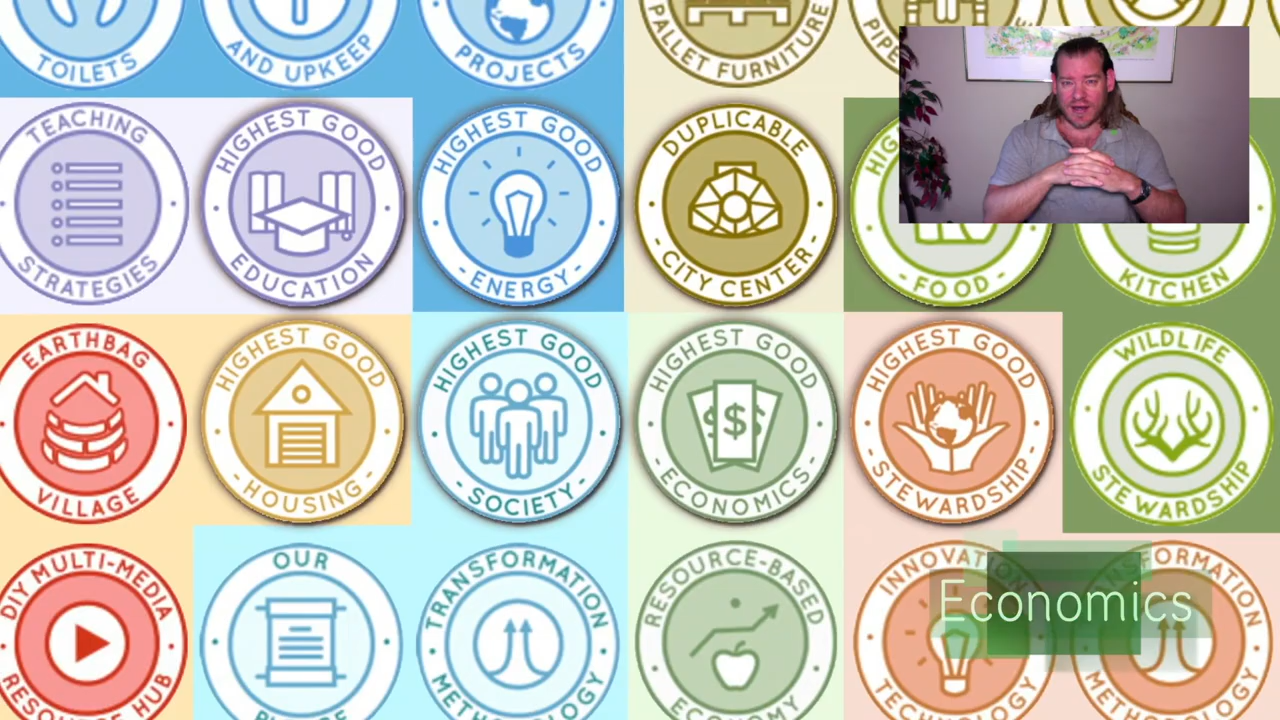 TOILETS
AND UPKEEP
PROJECTS
PALLET FURNITURE
TEACHING
STRATEGIES
HIGHEST GOOD
EDUCATION
HIGHEST GOOD
- ENERGY -
DUPLICABLE
- CITY CENTER -
- FOOD -
KITCHEN
EARTHBAG
VILLAGE
HIGHEST GOOD
- HOUSING -
HIGHEST GOOD
- SOCIETY -
HIGHEST GOOD
$ $ $
- ECONOMICS -
HIGHEST GOOD
- STEWARDSHIP -
WILDLIFE
STEWARDSHIP
DIY MULTI-MEDIA
RESOURCE HUB
OUR
TRANSFORMATION
METHODOLOGY
RESOURCE-BASED
ECONOMY
TECHNOLOGY
Economics